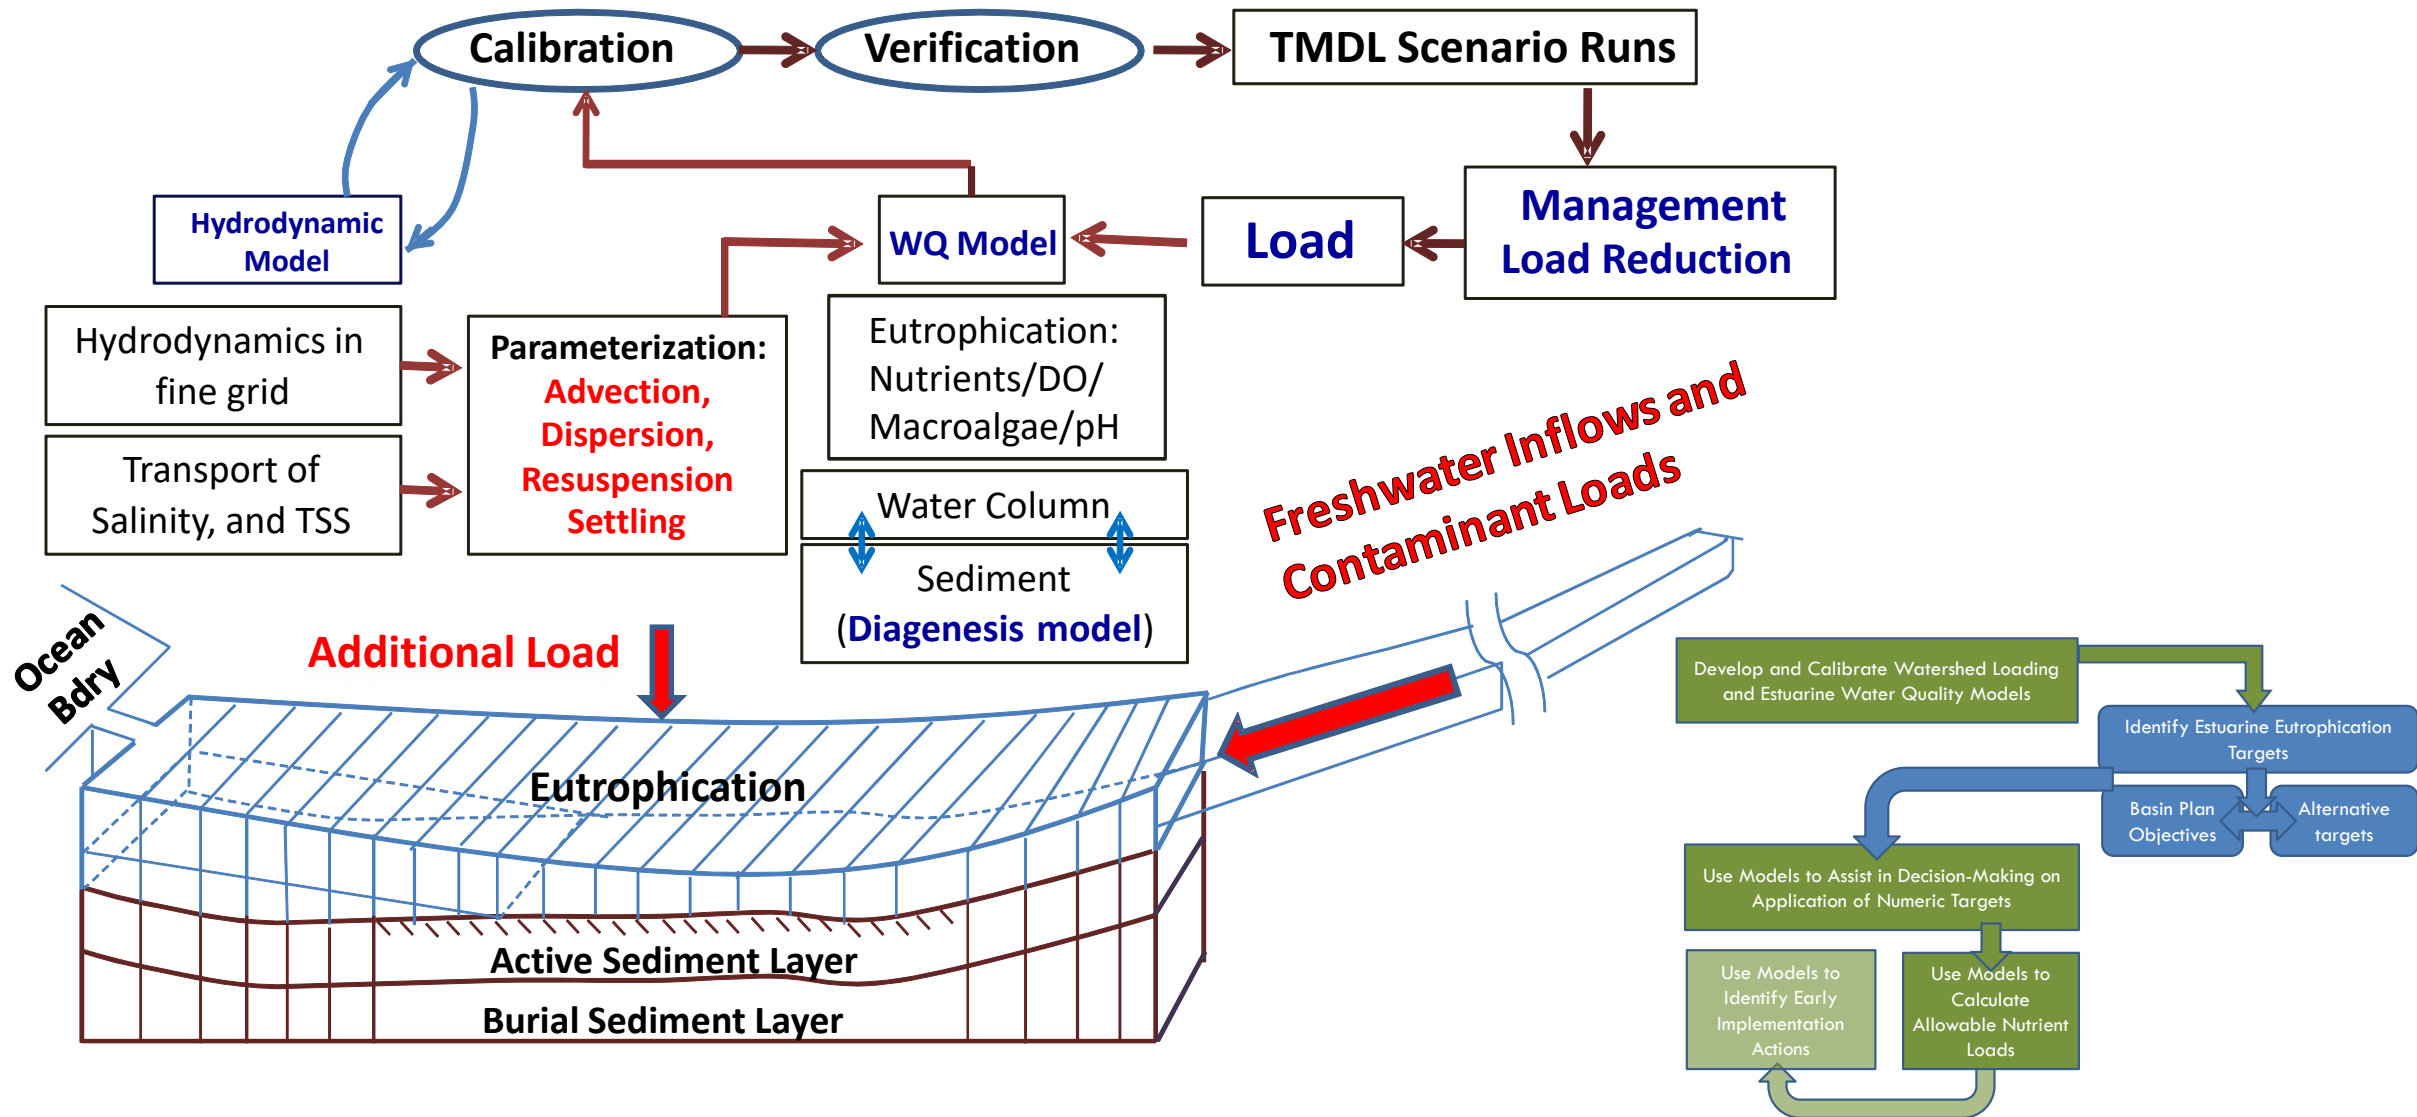 Calibration
Verification
TMDL Scenario Runs
Hydrodynamic
Model
WQ Model
Load
Management
Load Reduction
Hydrodynamics in
fine grid
Transport of
Salinity, and TSS
Parameterization:
Advection,
Dispersion,
Resuspension
Settling
Eutrophication:
Nutrients/DO/
Macroalgae/pH
Water Column
Sediment
(Diagenesis model)
Freshwater Inflows and
Contaminant Loads
Ocean
Bdry
Additional Load
Eutrophication
Active Sediment Layer
Burial Sediment Layer
Develop and Calibrate Watershed Loading
and Estuarine Water Quality Models
Identify Estuarine Eutrophication
Targets
Basin Plan
Objectives
Alternative
targets
Use Models to Assist in Decision-Making on
Application of Numeric Targets
Use Models to
Identify Early
Implementation
Actions
Use Models to
Calculate
Allowable Nutrient
Loads